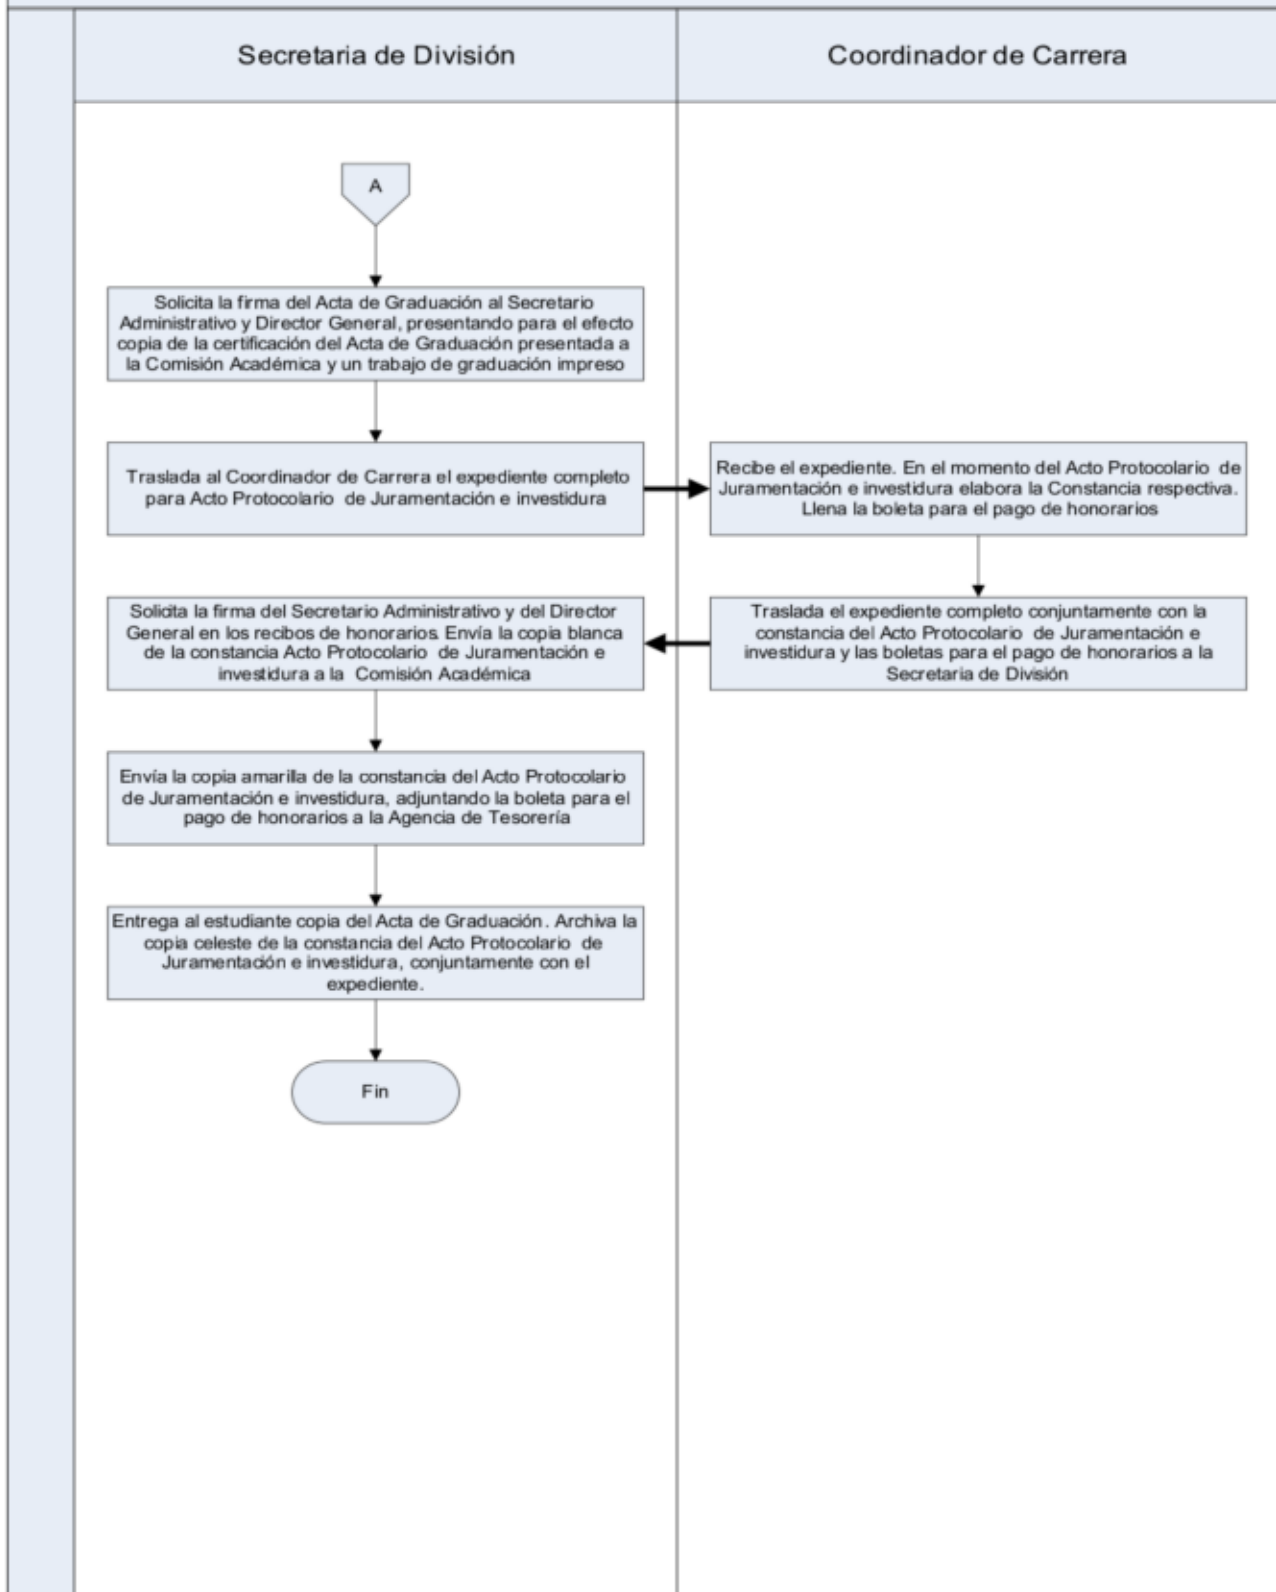 Secretaria de División
Coordinador de Carrera
A
Solicita la firma del Acta de Graduación al Secretario
Administrativo y Director General, presentando para el efecto
copia de la certificación del Acta de Graduación presentada a
la Comisión Académica y un trabajo de graduación impreso
Traslada al Coordinador de Carrera el expediente completo
para Acto Protocolario de Juramentación e investidura
Recibe el expediente. En el momento del Acto Protocolario de
Juramentación e investidura elabora la Constancia respectiva.
Llena la boleta para el pago de honorarios
Traslada el expediente completo conjuntamente con la
constancia del Acto Protocolario de Juramentación e
investidura y las boletas para el pago de honorarios a la
Secretaria de División
Solicita la firma del Secretario Administrativo y del Director
General en los recibos de honorarios. Envía la copia blanca
de la constancia Acto Protocolario de Juramentación e
investidura a la Comisión Académica
Envía la copia amarilla de la constancia del Acto Protocolario
de Juramentación e investidura, adjuntando la boleta para el
pago de honorarios a la Agencia de Tesorería
Entrega al estudiante copia del Acta de Graduación. Archiva la
copia celeste de la constancia del Acto Protocolario de
Juramentación e investidura, conjuntamente con el
expediente.
Fin